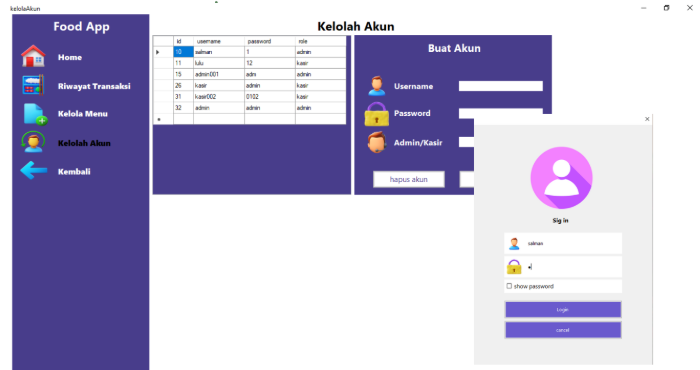 kelolaAkun
Food App
Home
Riwayat Transaksi
Kelola Menu
Kelolah Akun
Kembali
Kelolah Akun
id username password role
10 salman 1 admin
11 lulu 12 kasir
15 admin001 adm admin
26 kasir admin admin
31 kasir002 0102 kasir
32 admin admin admin
Buat Akun
Username
Password
Admin/Kasir
hapus akun
Sig in
salman
show password
Login
cancel